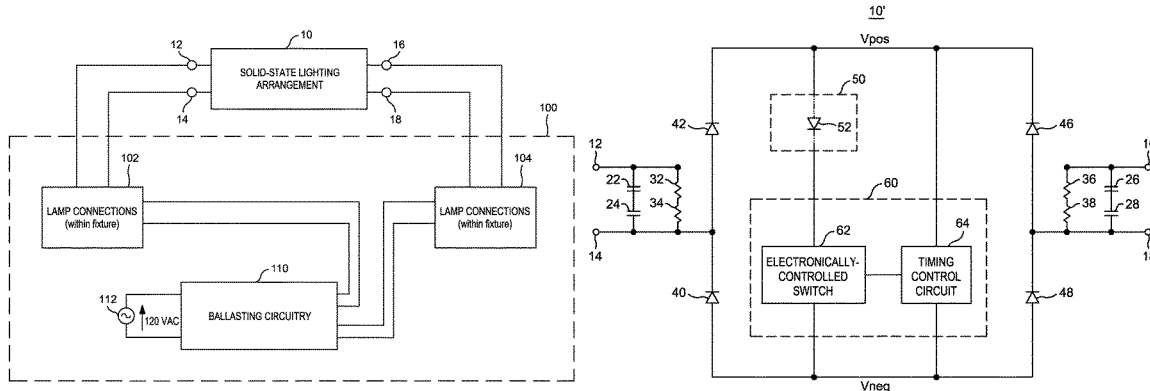 10
12
SOLID-STATE LIGHTING
ARRANGEMENT
16
14
18
100
102
LAMP CONNECTIONS
(within fixture)
104
LAMP CONNECTIONS
(within fixture)
110
112
120 VAC
BALLASTING CIRCUITRY
10'
Vpos
50
42
52
46
12
22
32
24
34
60
36
26
38
28
14
62
64
40
ELECTRONICALLY-
CONTROLLED
SWITCH
TIMING
CONTROL
CIRCUIT
48
Vneg